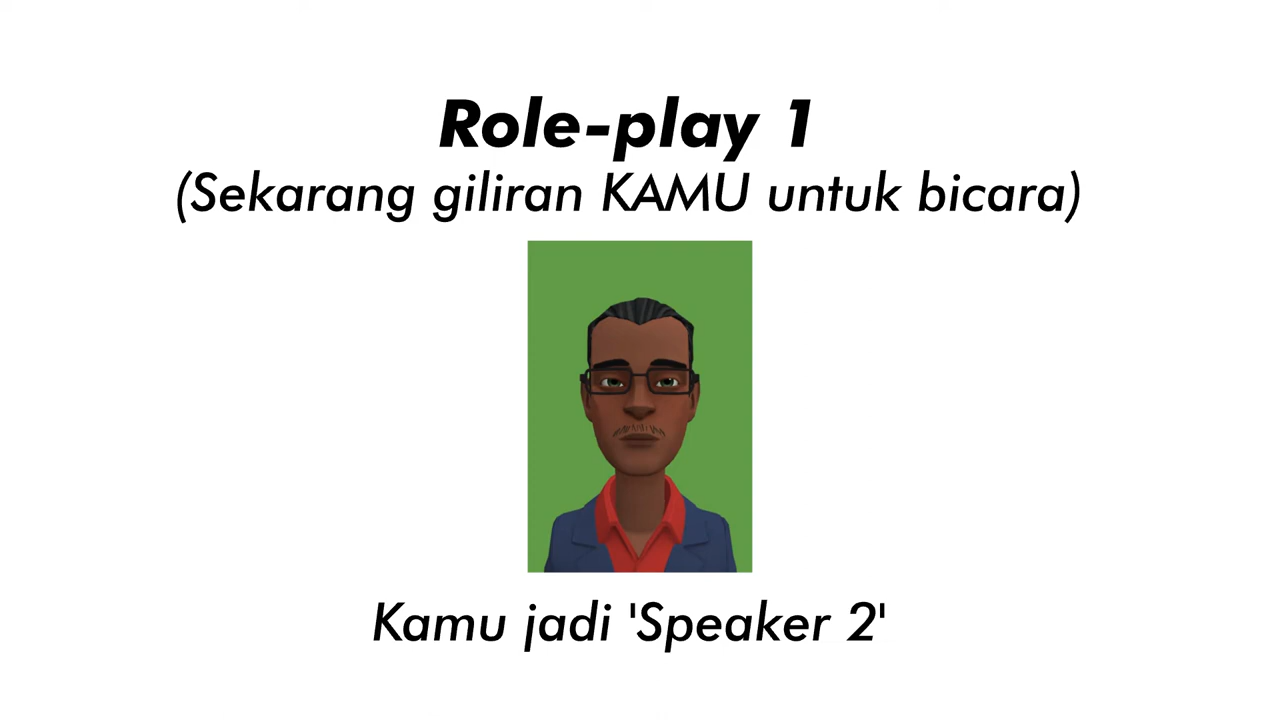 Role-play 1
(Sekarang giliran KAMU untuk bicara)
Kamu jadi 'Speaker 2'